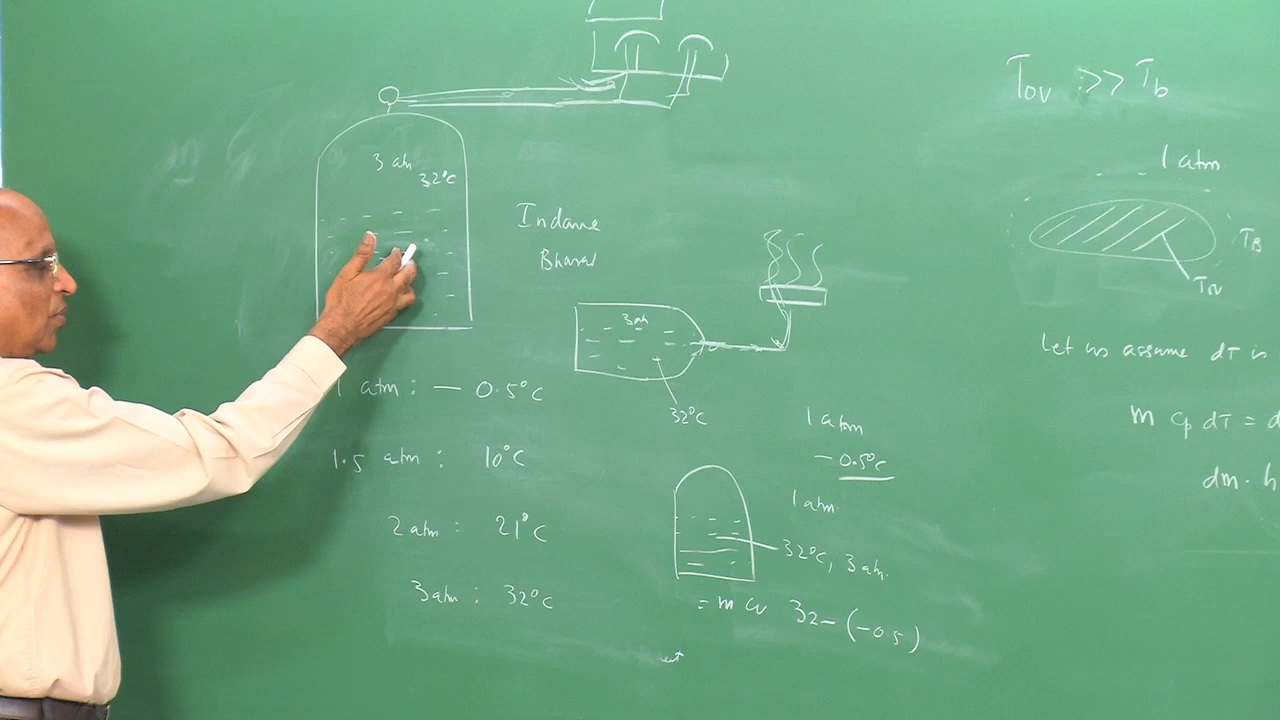 3 atm
32°C
Indane
Bharat
3 atm
32°C
1 atm : - 0.5°C
1.5 atm : 10°C
2 atm : 21°C
3 atm : 32°C
1 atm
- 0.5°C
1 atm
32°C, 3 atm.
= m cv 32 - (-0.5)
Tov >> Tb
1 atm
TB
Tov
Let us assume dT is
m cp dT = d
dm. h